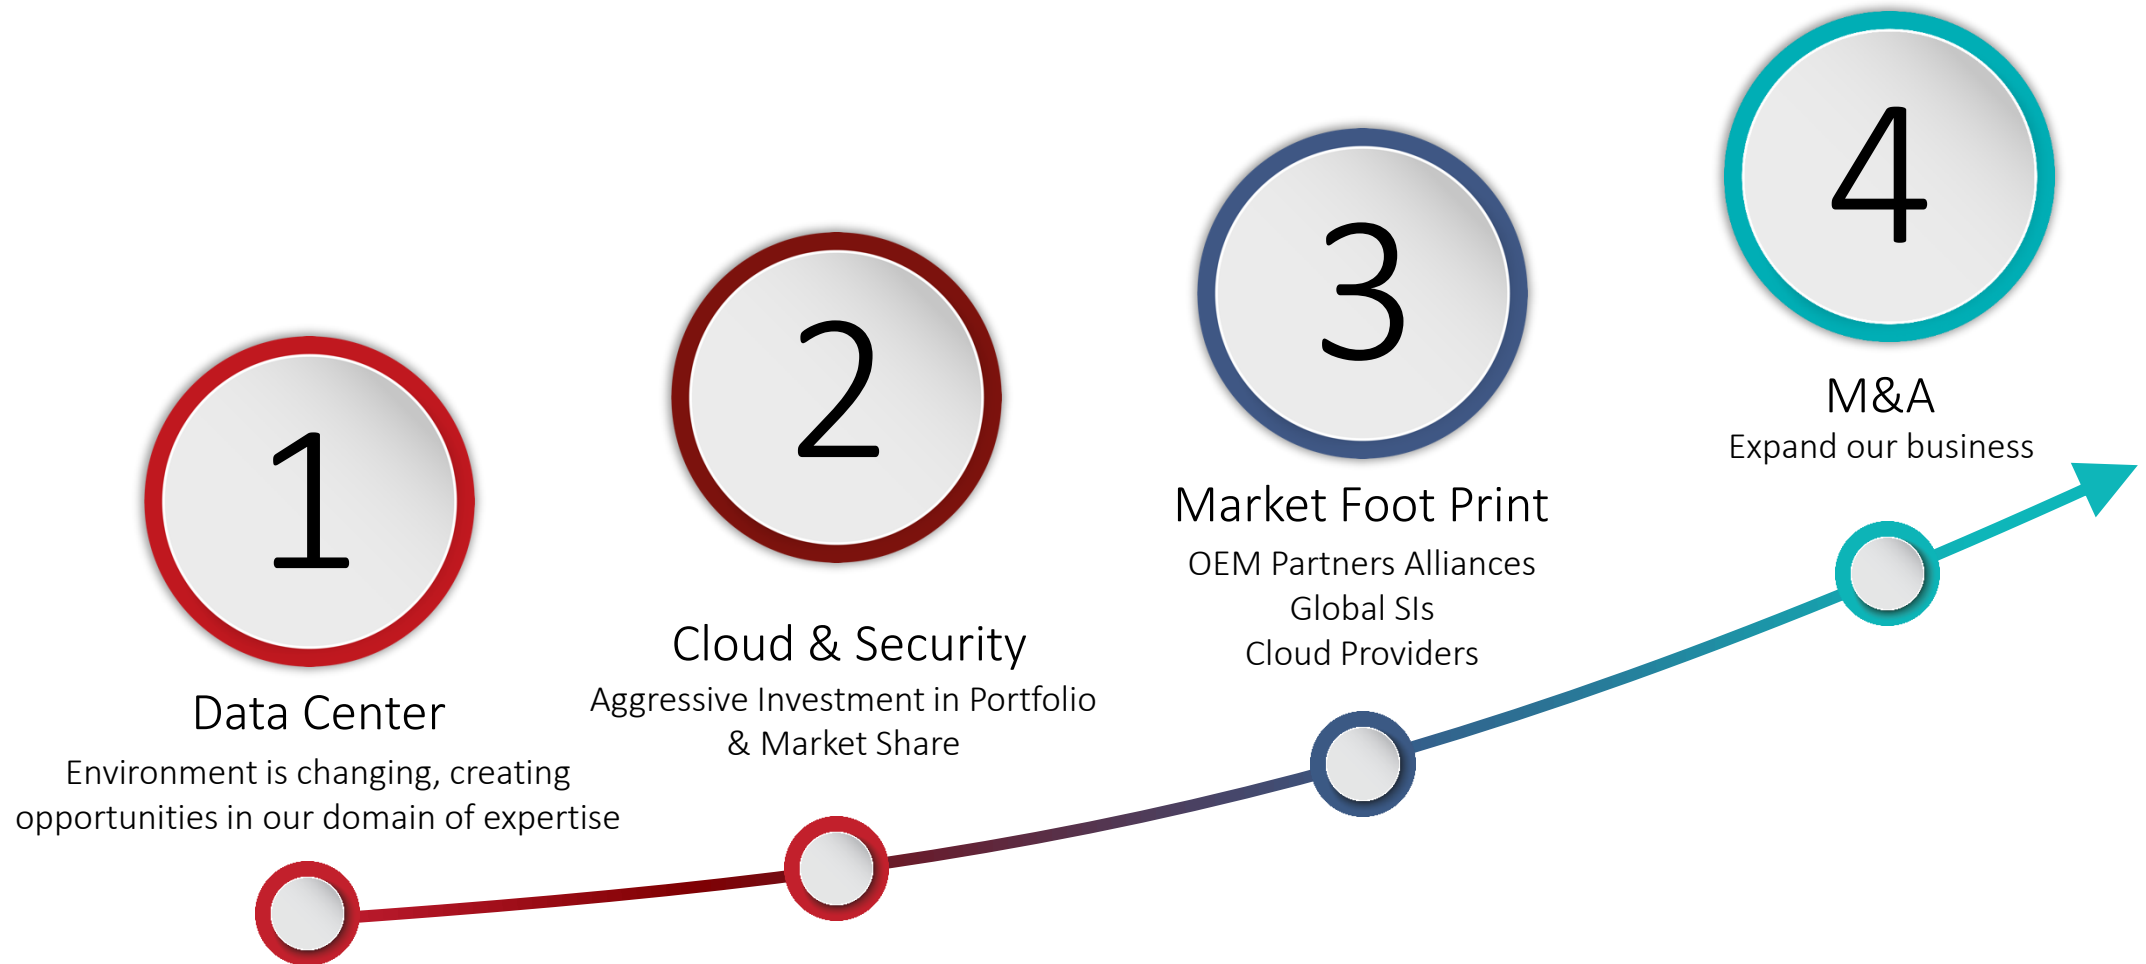 1
Data Center
Environment is changing, creating
opportunities in our domain of expertise
2
Cloud & Security
Aggressive Investment in Portfolio
& Market Share
3
Market Foot Print
OEM Partners Alliances
Global SIs
Cloud Providers
4
M&A
Expand our business